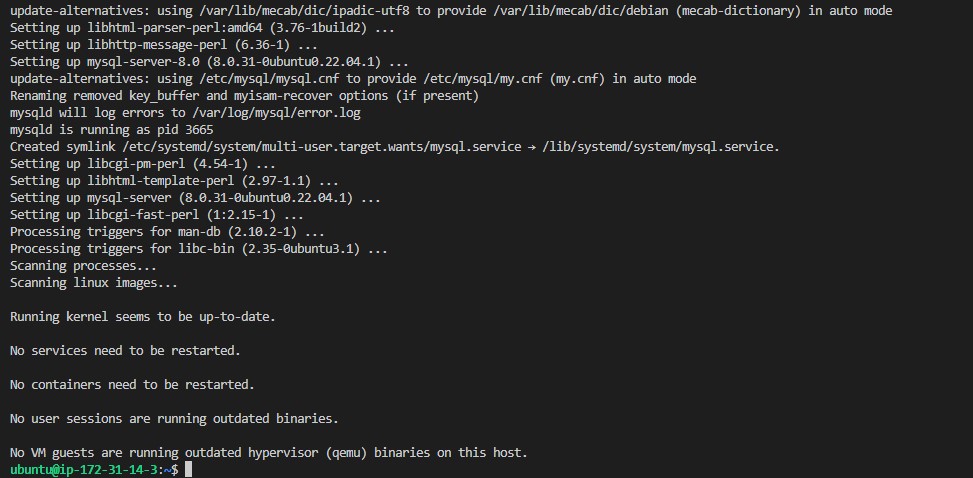 update-alternatives: using /var/lib/mecab/dic/ipadic-utf8 to provide /var/lib/mecab/dic/debian (mecab-dictionary) in auto mode
Setting up libhtml-parser-perl:amd64 (3.76-1build2) ...
Setting up libhttp-message-perl (6.36-1) ...
Setting up mysql-server-8.0 (8.0.31-0ubuntu0.22.04.1) ...
update-alternatives: using /etc/mysql/mysql.cnf to provide /etc/mysql/my.cnf (my.cnf) in auto mode
Renaming removed key_buffer and myisam-recover options (if present)
mysqld will log errors to /var/log/mysql/error.log
mysqld is running as pid 3665
Created symlink /etc/systemd/system/multi-user.target.wants/mysql.service → /lib/systemd/system/mysql.service.
Setting up libcgi-pm-perl (4.54-1) ...
Setting up libhtml-template-perl (2.97-1.1) ...
Setting up mysql-server (8.0.31-0ubuntu0.22.04.1) ...
Setting up libcgi-fast-perl (1:2.15-1) ...
Processing triggers for man-db (2.10.2-1) ...
Processing triggers for libc-bin (2.35-0ubuntu3.1) ...
Scanning processes...
Scanning linux images...
Running kernel seems to be up-to-date.
No services need to be restarted.
No containers need to be restarted.
No user sessions are running outdated binaries.
No VM guests are running outdated hypervisor (qemu) binaries on this host.
ubuntu@ip-172-31-14-3:~$